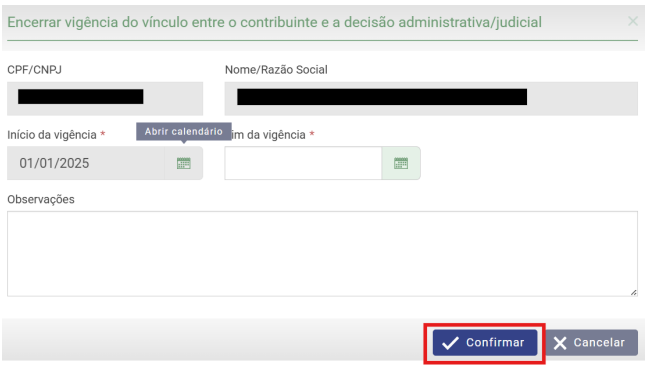 Encerrar vigência do vínculo entre o contribuinte e a decisão administrativa/judicial
CPF/CNPJ Nome/Razão Social
Início da vigência * Abrir calendário im da vigência *
01/01/2025
Observações
Confirmar Cancelar